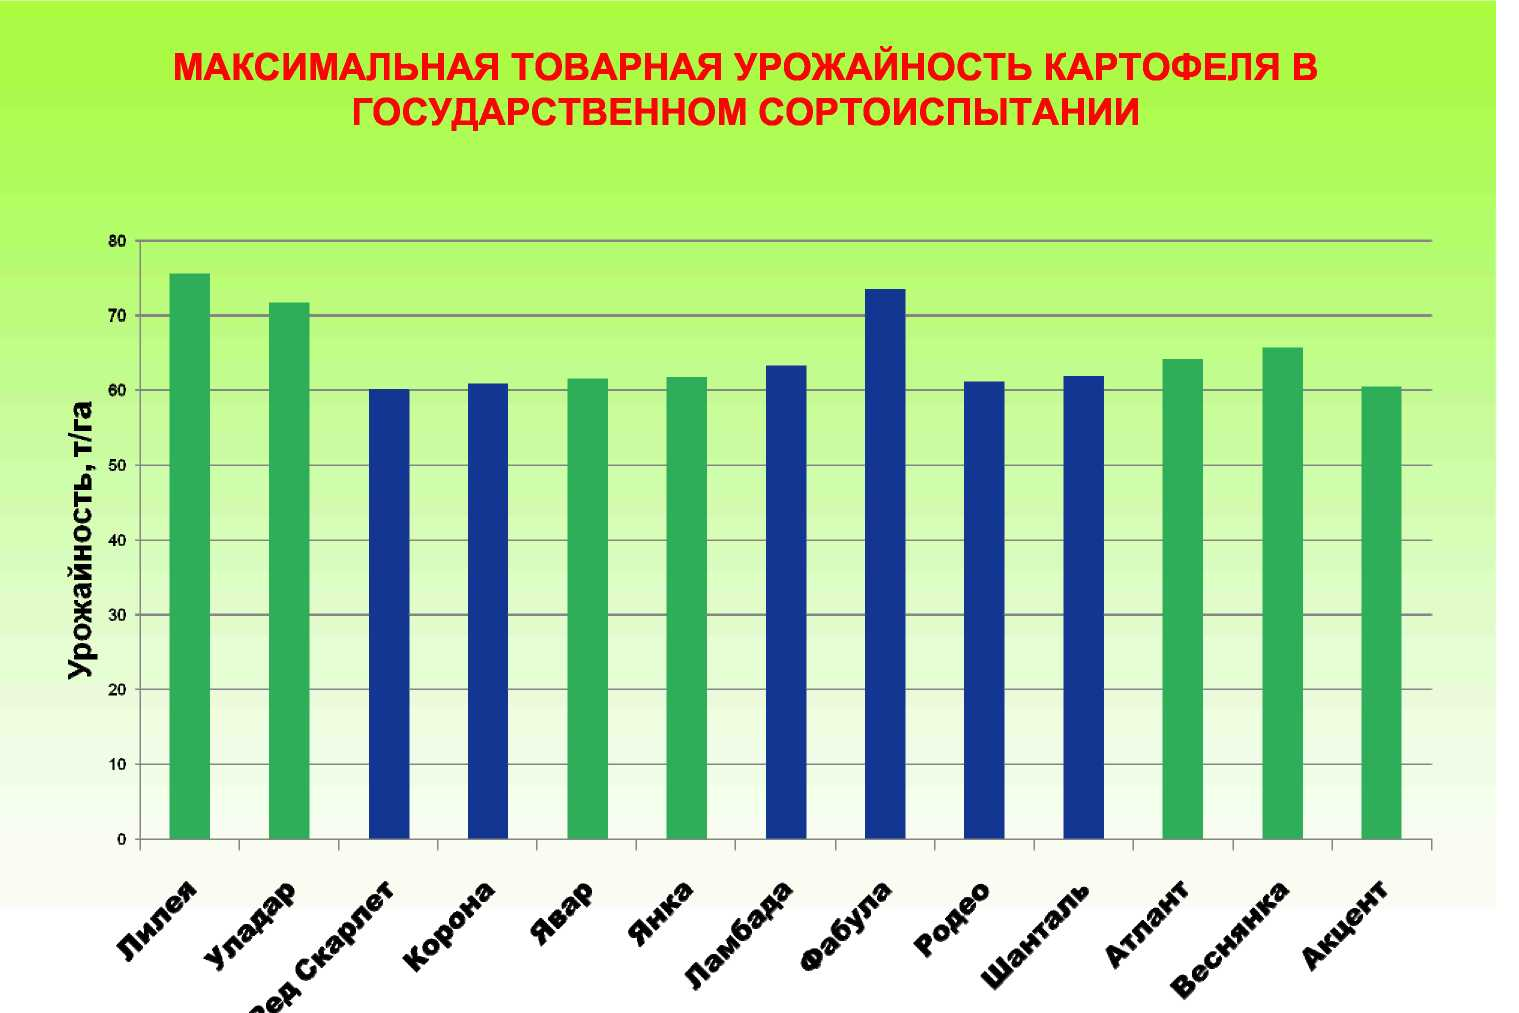 МАКСИМАЛЬНАЯ ТОВАРНАЯ УРОЖАЙНОСТЬ КАРТОФЕЛЯ В
ГОСУДАРСТВЕННОМ СОРТОИСПЫТАНИИ
80
70
60
50
40
30
20
10
0
Урожайность, т/га
Лилея
Уладар
Ред Скарлет
Корона
Явар
Янка
Ламбада
Фабула
Родео
Шанталь
Атлант
Веснянка
Акцент